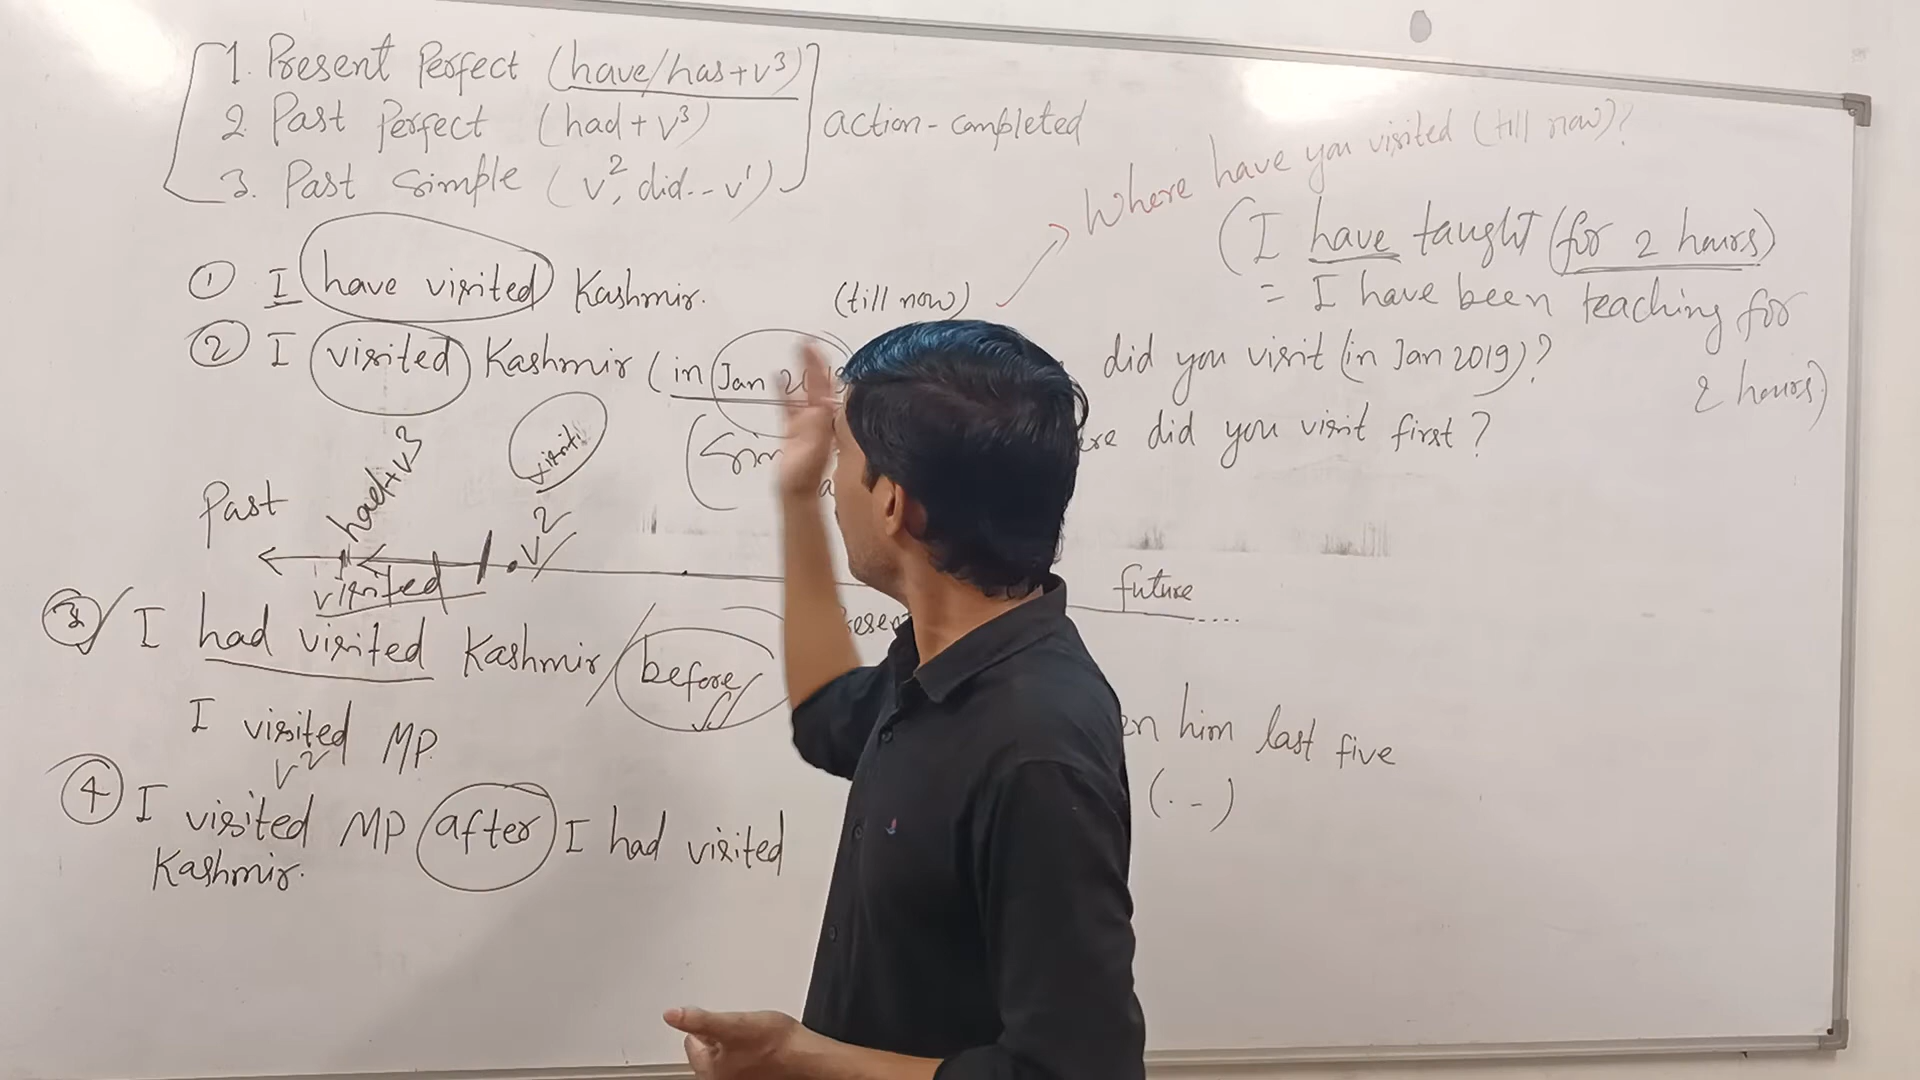 1. Present Perfect (have/has+v³)
2. Past Perfect (had+v³)
3. Past Simple (v², did.. v¹)
action-completed
Where have you visited (till now)?
① I have visited Kashmir. (till now)
② I visited Kashmir (in Jan
(I have taught (for 2 hours)
= I have been teaching for
2 hours)
did you visit (in Jan 2019)?
did you visit first?
Past
had+v³
v²
visited
future
③ I had visited Kashmir / before
I visited MP.
v²
④ I visited MP after I had visited
Kashmir.
him last five
(. - )